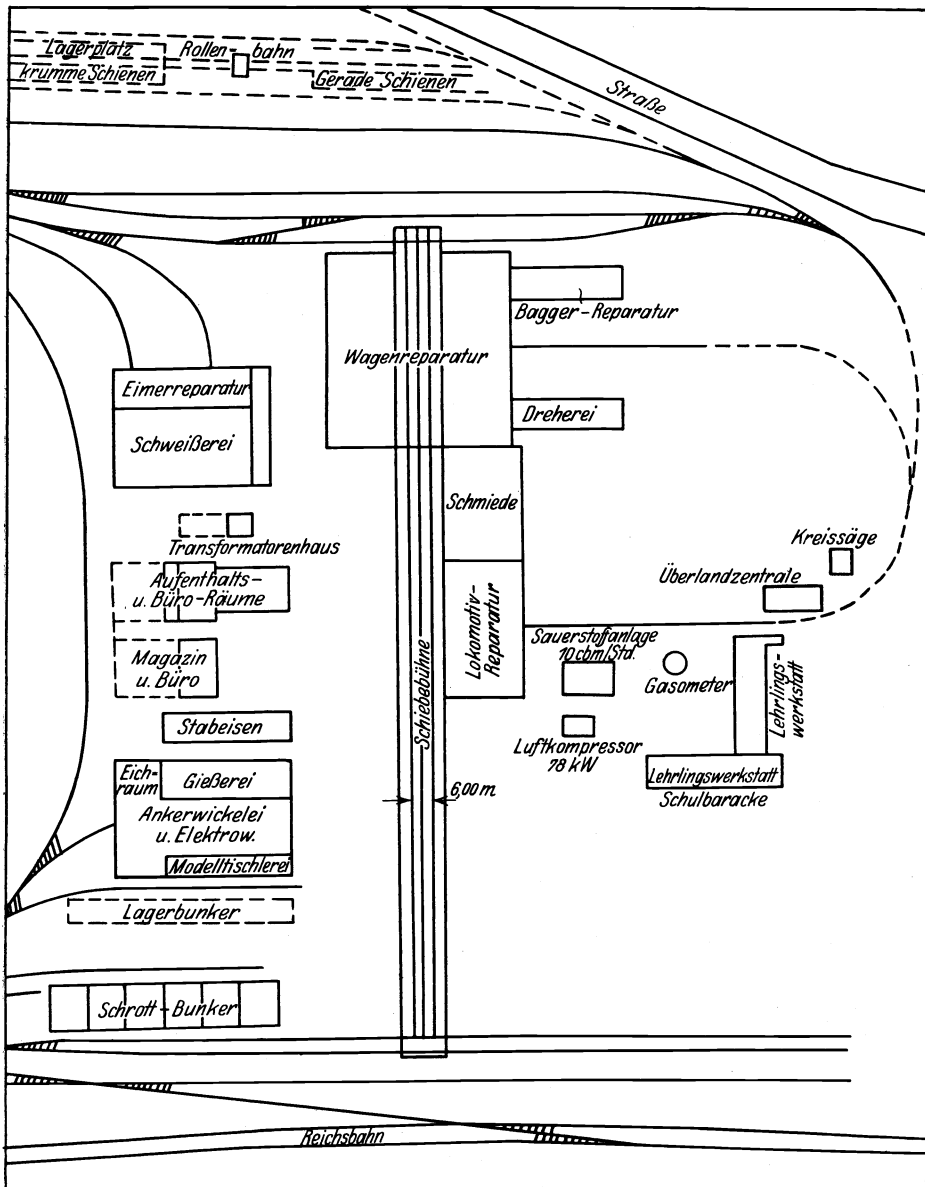 Lagerplatz
Rollen-bahn
krumme Schienen
Gerade Schienen
Straße
Bagger-Reparatur
Wagenreparatur
Eimerreparatur
Dreherei
Schweißerei
Schmiede
Transformatorenhaus
Kreissäge
Aufenthalts-
u. Büro-Räume
Überlandzentrale
Lokomotiv-
Reparatur
Sauerstoffanlage
10 cbm/Std.
Magazin
u. Büro
Gasometer
Lehrlings-
werkstatt
Schiebebühne
Stabeisen
Luftkompressor
78 kW
Eich-
raum
Gießerei
Lehrlingswerkstatt
Schulbaracke
6,00 m
Ankerwickelei
u. Elektrow.
Modelltischlerei
Lagerbunker
Schrott-Bunker
Reichsbahn